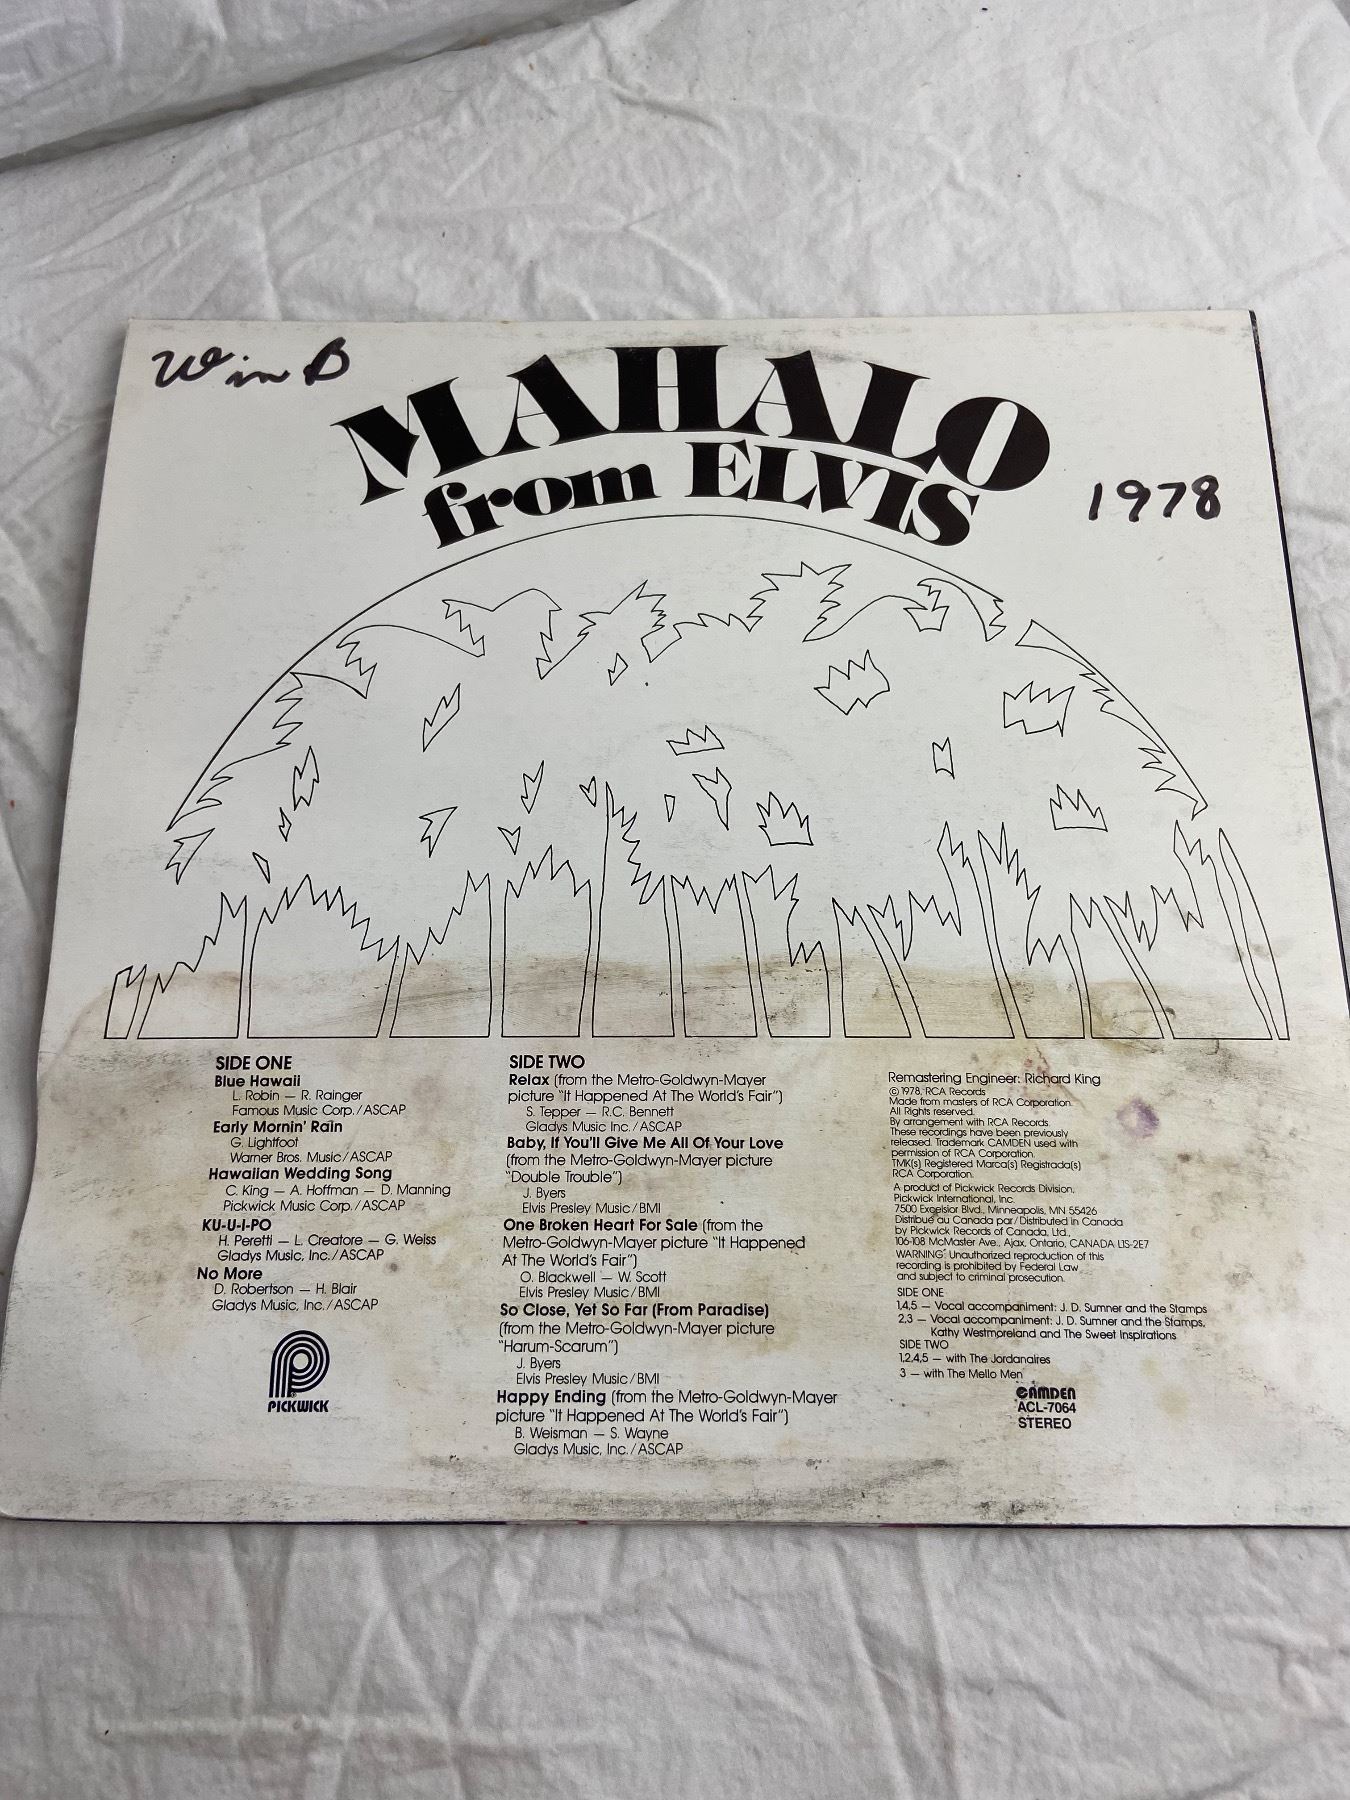 Win B
MAHALO
from ELVIS
1978
SIDE ONE
Blue Hawaii
L. Robin — R. Rainger
Famous Music Corp./ASCAP
Early Mornin' Rain
G. Lightfoot
Warner Bros. Music/ASCAP
Hawaiian Wedding Song
C. King — A. Hoffman — D. Manning
Pickwick Music Corp./ASCAP
KU-U-I-PO
H. Peretti — L. Creatore — G. Weiss
Gladys Music, Inc./ASCAP
No More
D. Robertson — H. Blair
Gladys Music, Inc./ASCAP
PICKWICK
SIDE TWO
Relax (from the Metro-Goldwyn-Mayer
picture "It Happened At The World's Fair")
S. Tepper — R.C. Bennett
Gladys Music Inc./ASCAP
Baby, If You'll Give Me All Of Your Love
(from the Metro-Goldwyn-Mayer picture
"Double Trouble")
J. Byers
Elvis Presley Music/BMI
One Broken Heart For Sale (from the
Metro-Goldwyn-Mayer picture "It Happened
At The World's Fair")
O. Blackwell — W. Scott
Elvis Presley Music/BMI
So Close, Yet So Far (From Paradise)
(from the Metro-Goldwyn-Mayer picture
"Harum-Scarum")
J. Byers
Elvis Presley Music/BMI
Happy Ending (from the Metro-Goldwyn-Mayer
picture "It Happened At The World's Fair")
B. Weisman — S. Wayne
Gladys Music, Inc./ASCAP
Remastering Engineer: Richard King
© 1978, RCA Records
Made from masters of RCA Corporation.
All Rights reserved.
By arrangement with RCA Records.
These recordings have been previously
released. Trademark CAMDEN used with
permission of RCA Corporation.
TMK(s) Registered Marca(s) Registrada(s)
RCA Corporation.
A product of Pickwick Records Division,
Pickwick International, Inc.
7500 Excelsior Blvd., Minneapolis, MN 55426
Distribué au Canada par/Distributed in Canada
by Pickwick Records of Canada, Ltd.,
106-108 McMaster Ave., Ajax, Ontario, CANADA L1S-2E7
WARNING: Unauthorized reproduction of this
recording is prohibited by Federal Law
and subject to criminal prosecution.
SIDE ONE
1,4,5 — Vocal accompaniment: J. D. Sumner and the Stamps
2,3 — Vocal accompaniment: J. D. Sumner and the Stamps,
Kathy Westmoreland and The Sweet Inspirations
SIDE TWO
1,2,4,5 — with The Jordanaires
3 — with The Mello Men
CAMDEN
ACL-7064
STEREO